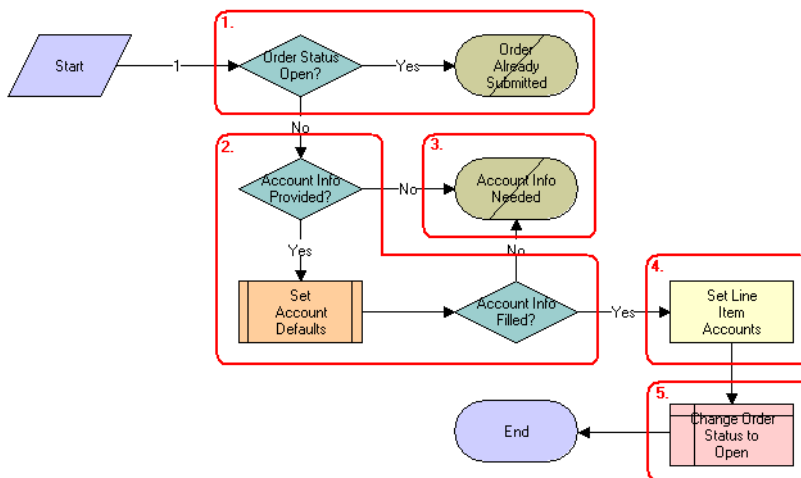 1.
Start
1
Order Status
Open?
Yes
Order
Already
Submitted
No
2.
Account Info
Provided?
No
3.
Account Info
Needed
Yes
No
Set
Account
Defaults
Account Info
Filled?
Yes
4.
Set Line
Item
Accounts
5.
Change Order
Status to
Open
End